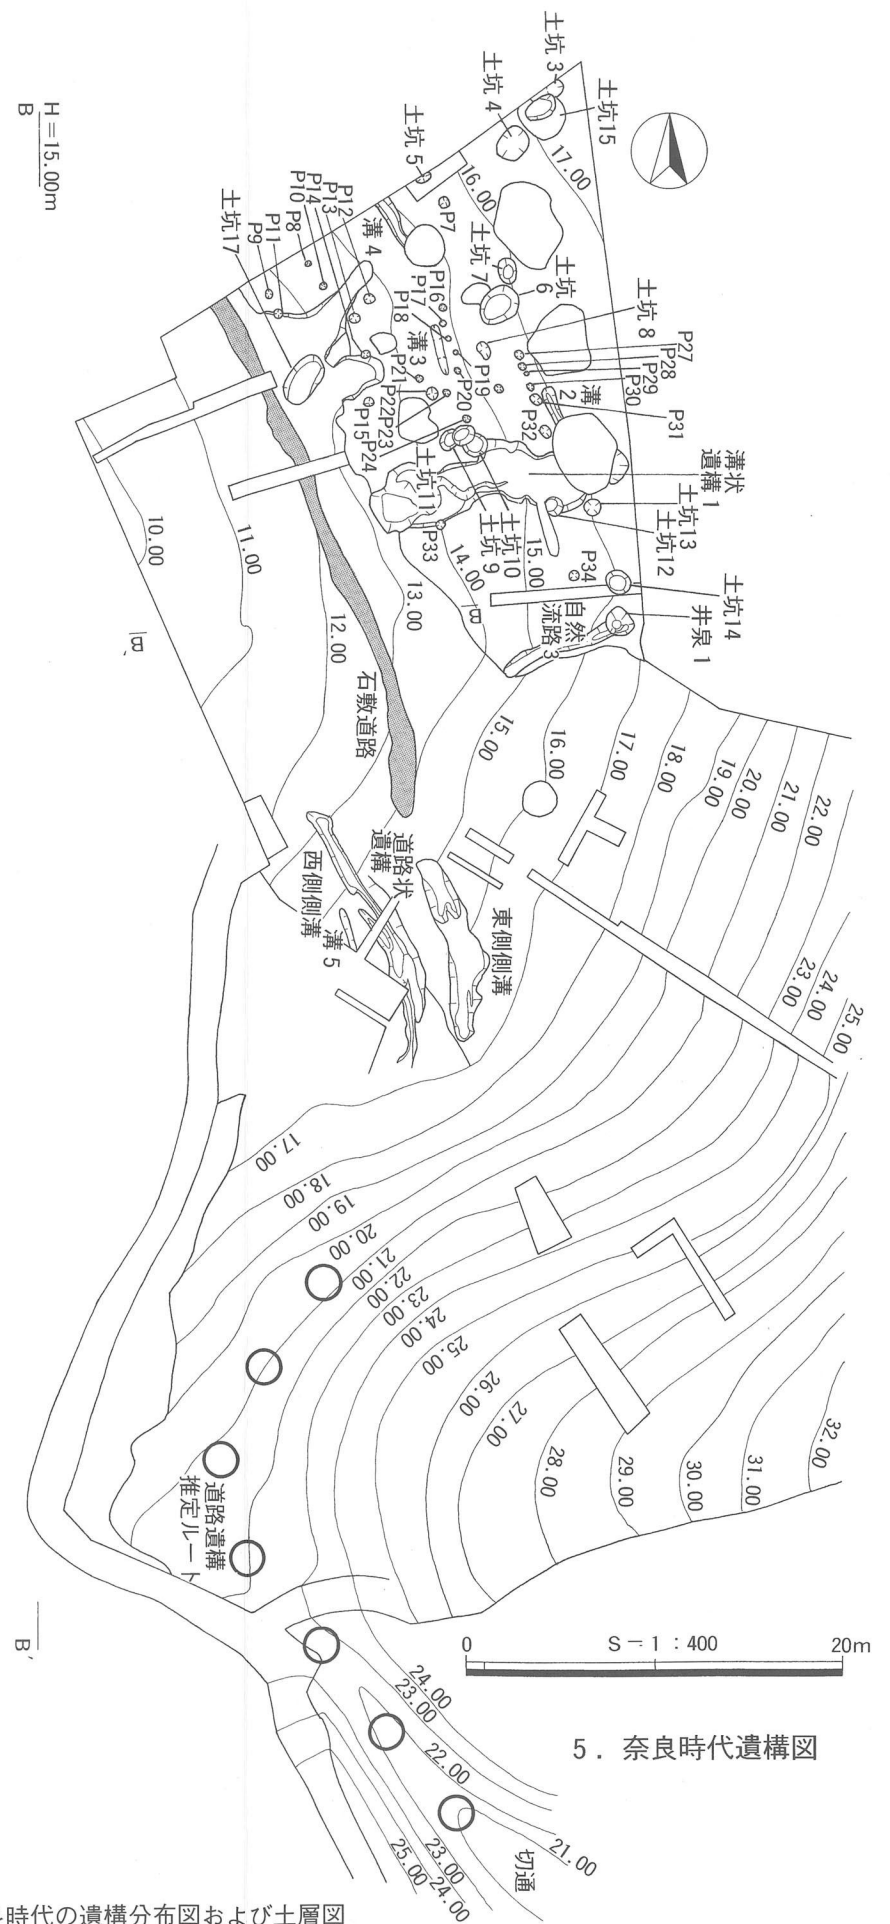 土坑 3
土坑15
土坑 4
土坑 5
17.00
16.00
H＝15.00m
B
P7
溝 4
P12
P13
P14
P10
P8
P11
P9
土坑17
土坑 7
土坑 6
土坑 8
P16
P17
P18
溝 3
P19
P20
P21
P22
P23
P24
P15
P27
P28
P29
P30
P31
P32
溝 2
溝状遺構 1
土坑13
土坑12
土坑11
土坑10
土坑 9
P33
P34
土坑14
井泉 1
自然流路 3
15.00
14.00
13.00
12.00
11.00
10.00
B
B'
石敷道路
15.00
16.00
17.00
18.00
19.00
20.00
21.00
22.00
23.00
24.00
25.00
道路状遺構
西側側溝
溝 5
東側側溝
17.00
18.00
19.00
20.00
21.00
22.00
23.00
24.00
25.00
26.00
27.00
28.00
29.00
30.00
31.00
32.00
道路遺構
推定ルート
B'
0
S－1：400
20m
24.00
23.00
22.00
21.00
切通
25.00
23.00
24.00
5．奈良時代遺構図
時代の遺構分布図および土層図